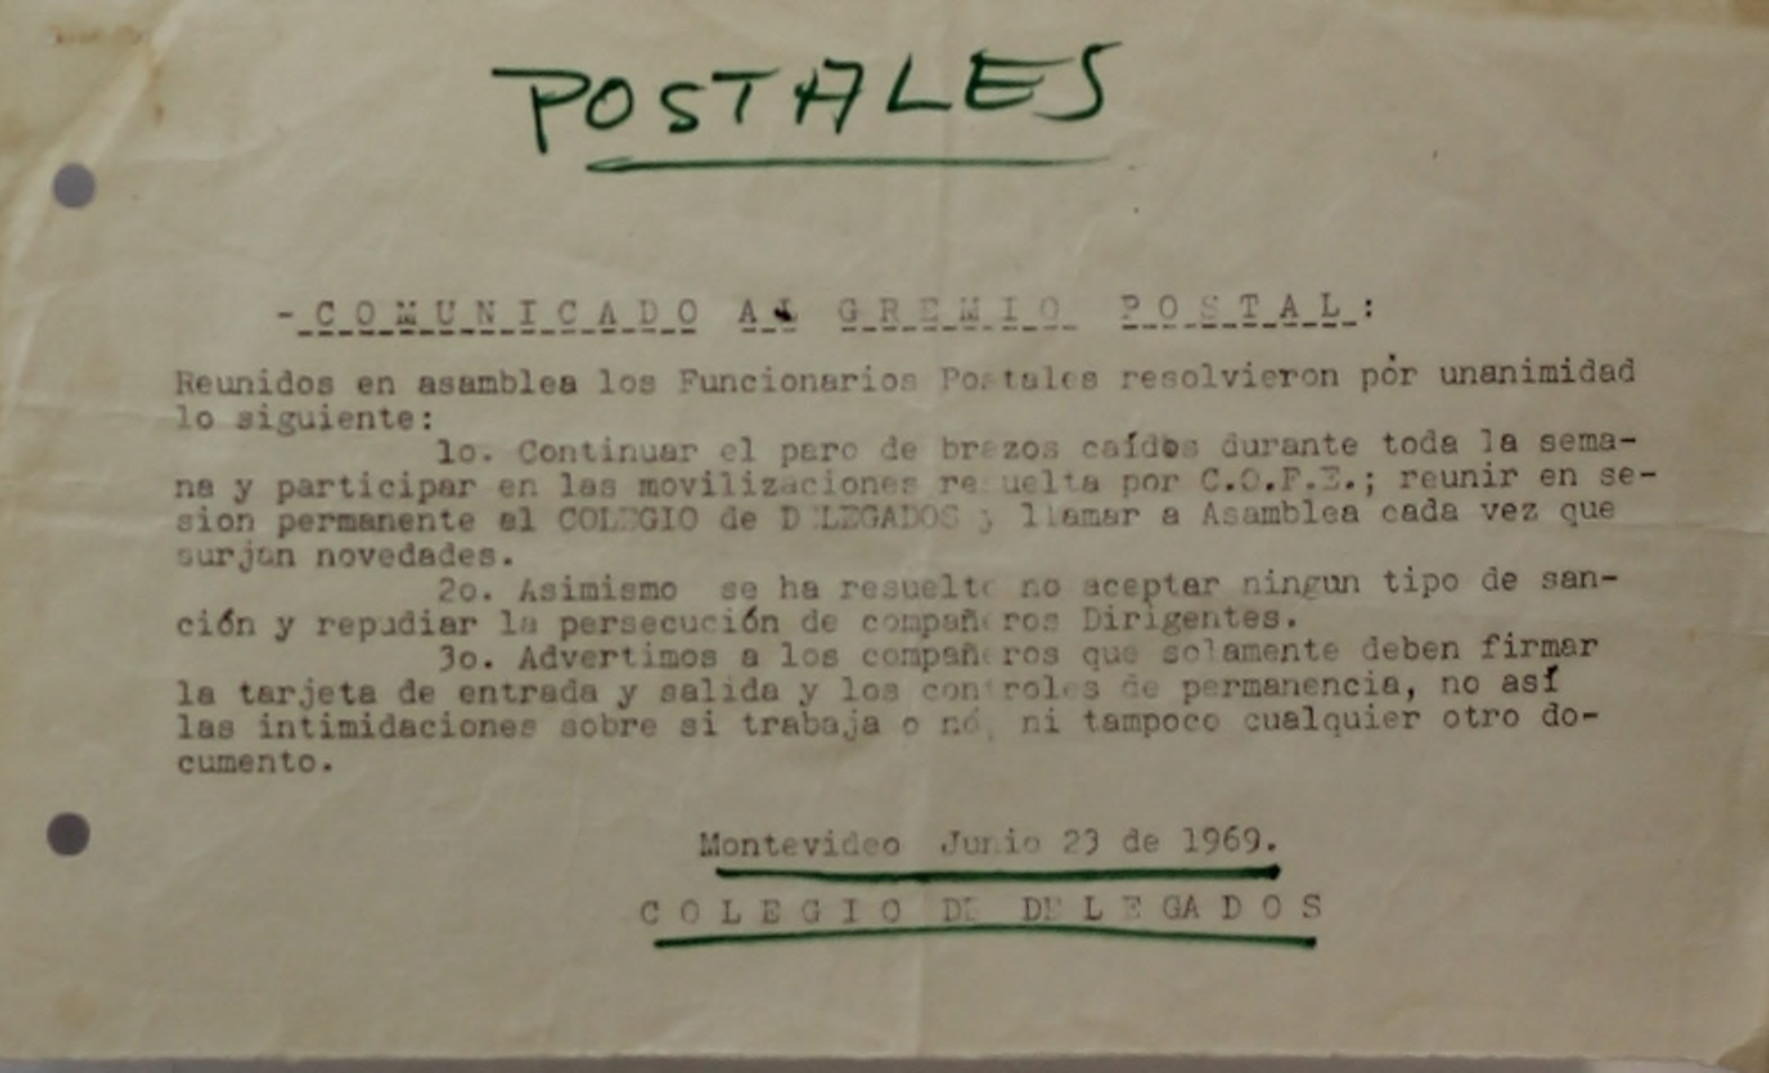 POSTALES
-COMUNICADO AL GREMIO POSTAL:
Reunidos en asamblea los Funcionarios Postales resolvieron pór unanimidad
lo siguiente:
1o. Continuar el paro de brazos caídos durante toda la sema-
na y participar en las movilizaciones resuelta por C.O.F.E.; reunir en se-
sion permanente al COLEGIO de DELEGADOS y llamar a Asamblea cada vez que
surjan novedades.
2o. Asimismo se ha resuelto no aceptar ningun tipo de san-
ción y repudiar la persecución de compañeros Dirigentes.
3o. Advertimos a los compañeros que solamente deben firmar
la tarjeta de entrada y salida y los controles de permanencia, no así
las intimidaciones sobre si trabaja o nó, ni tampoco cualquier otro do-
cumento.
Montevideo Junio 23 de 1969.
COLEGIO DE DELEGADOS